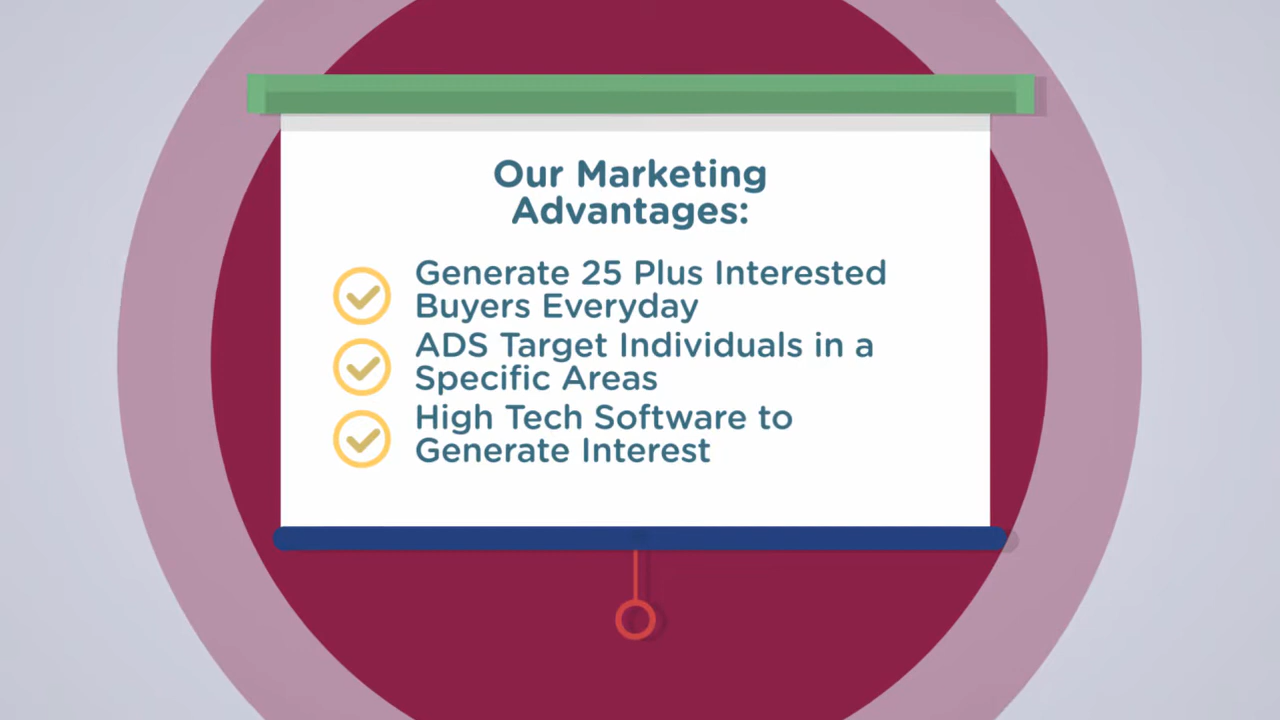 Our Marketing
Advantages:
Generate 25 Plus Interested
Buyers Everyday
ADS Target Individuals in a
Specific Areas
High Tech Software to
Generate Interest